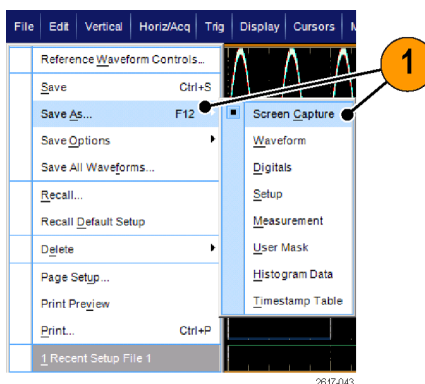 File Edit Vertical Horiz/Acq Trig Display Cursors
Reference Waveform Controls...
Save Ctrl+S
Save As... F12
Save Options
Save All Waveforms...
Recall...
Recall Default Setup
Delete
Page Setup...
Print Preview
Print... Ctrl+P
1 Recent Setup File 1
Screen Capture
Waveform
Digitals
Setup
Measurement
User Mask
Histogram Data
Timestamp Table
1
2617-043